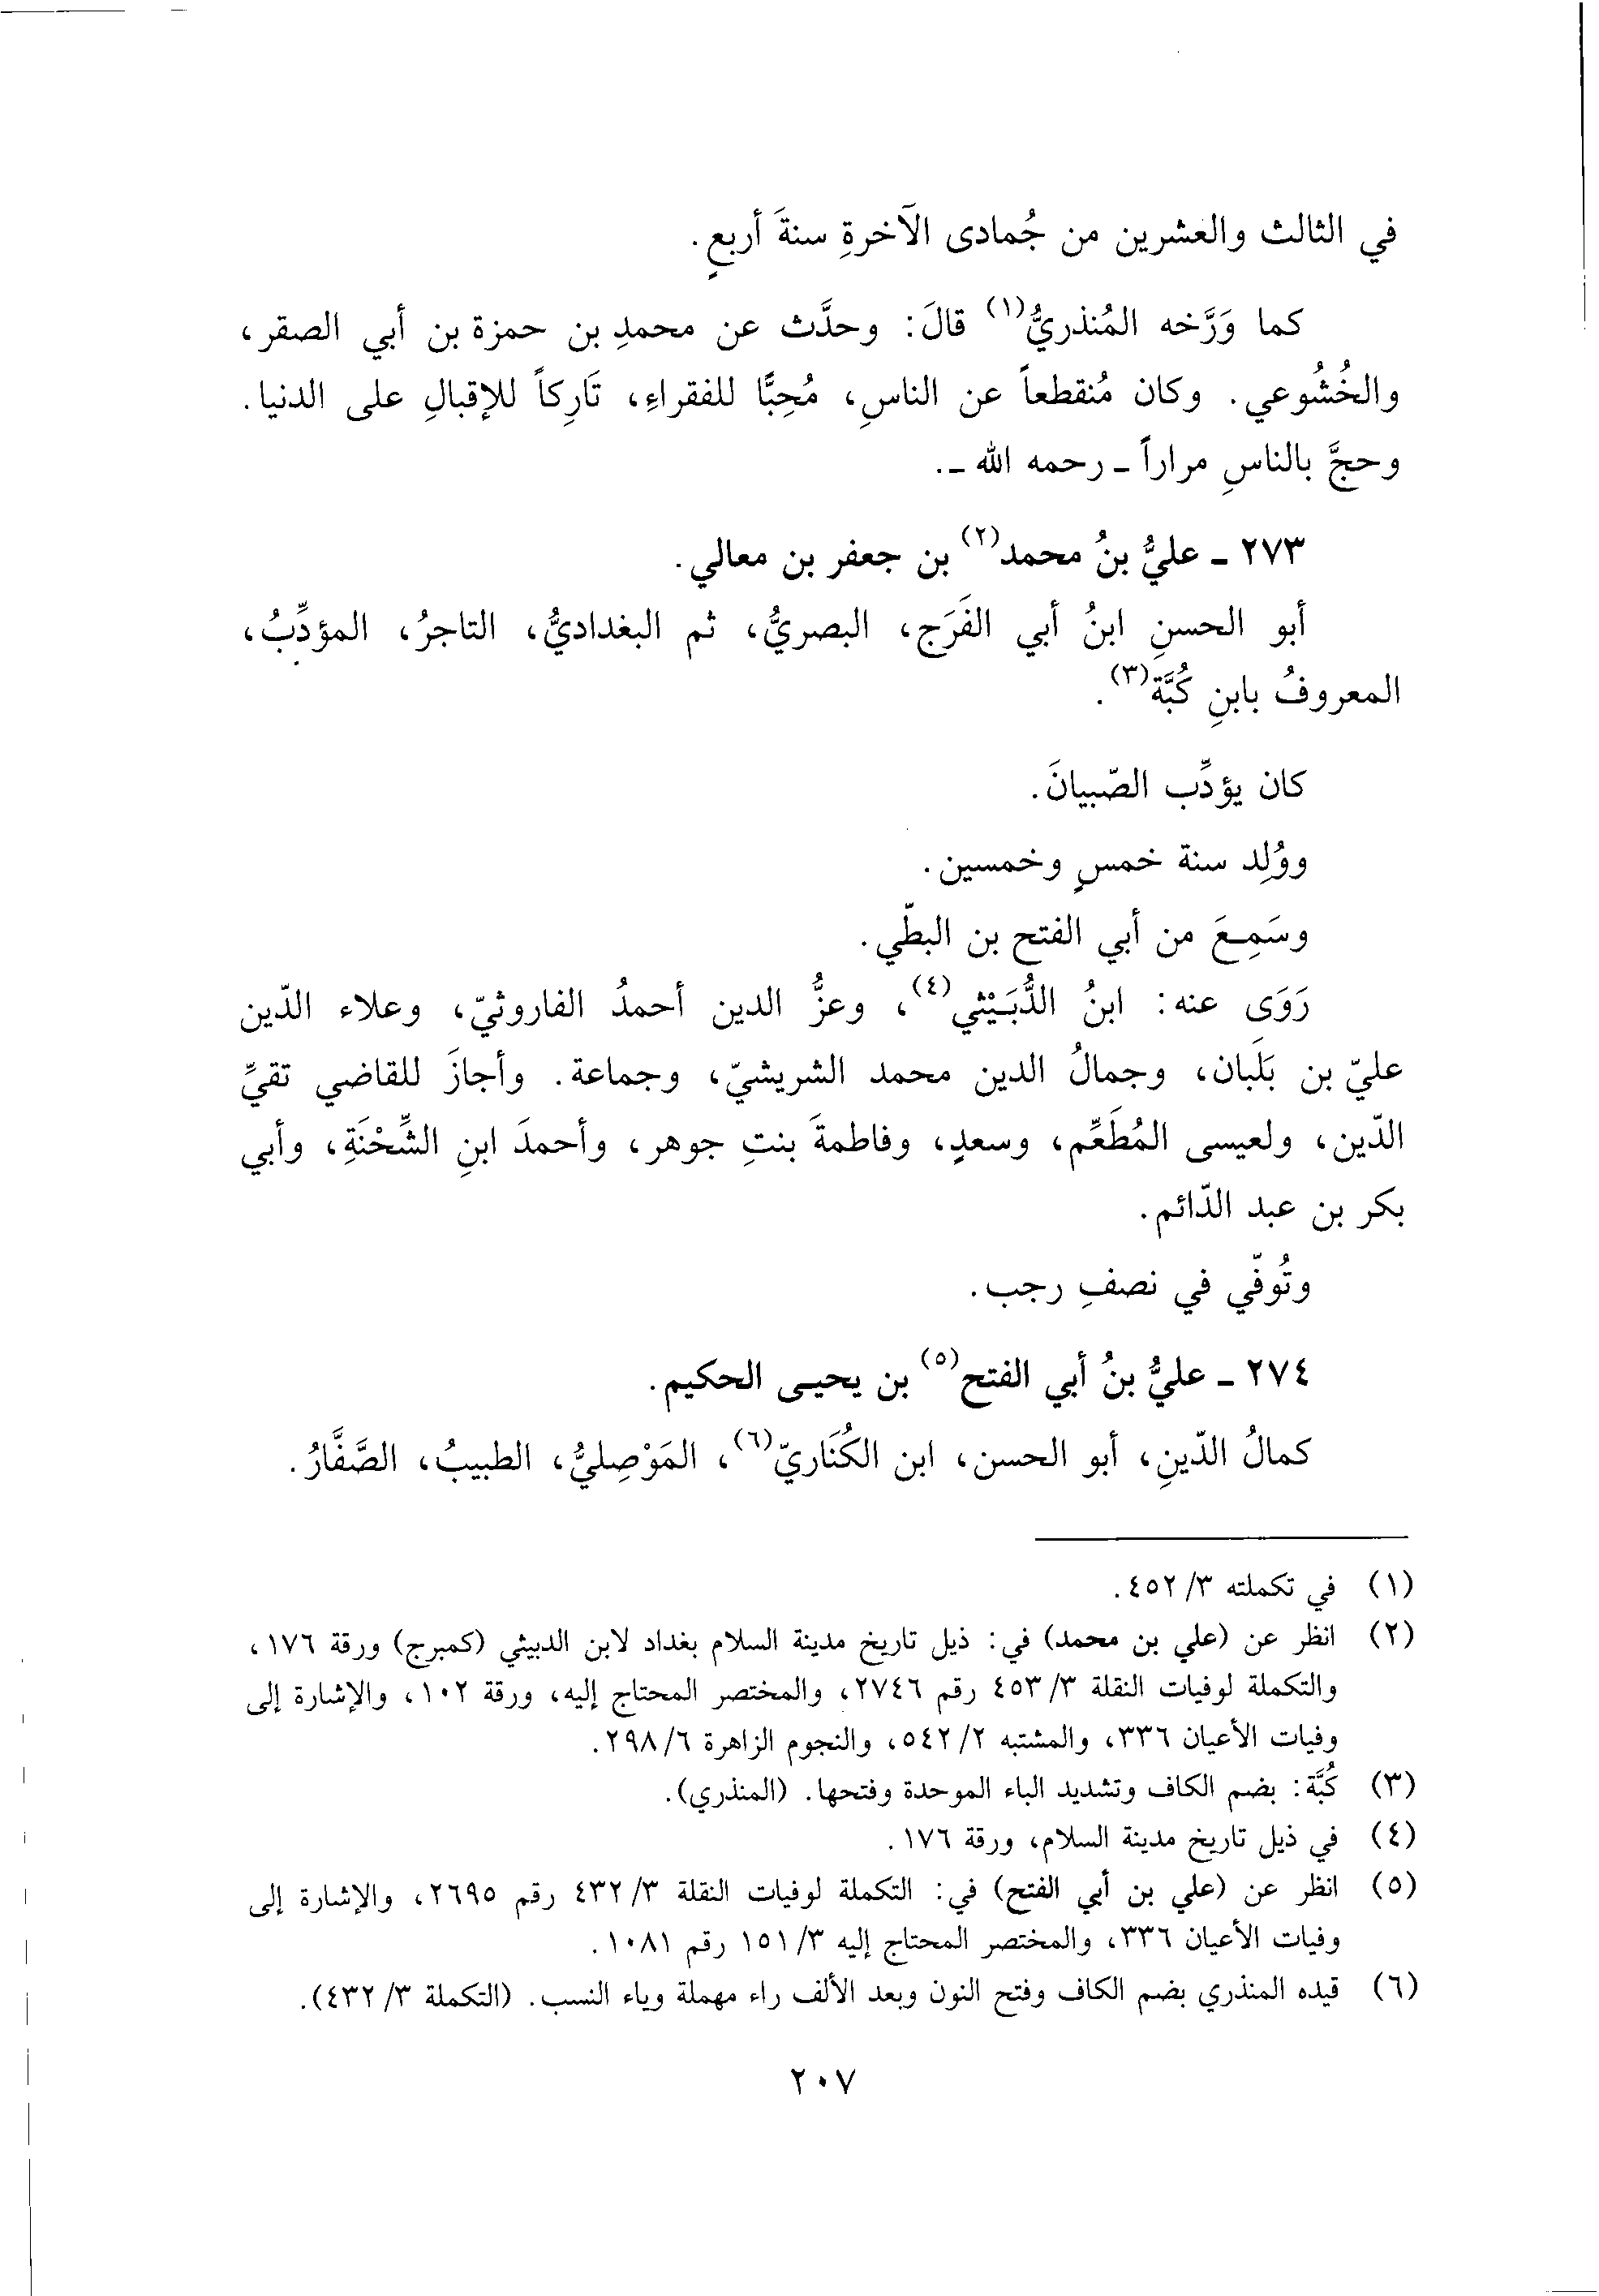 في الثالث والعشرين من جُمادى الآخرةِ سنةَ أربعٍ.
كما وَرَّخه المُنذريُّ(١) قالَ: وحدَّث عن محمدِ بن حمزة بن أبي الصقر،
والخُشُوعي. وكان مُنقطعاً عن الناسِ، مُحِبًّا للفقراءِ، تَارِكاً للإقبالِ على الدنيا.
وحجَّ بالناسِ مراراً ـ رحمه الله ـ.
٢٧٣ ـ عليُّ بنُ محمد(٢) بن جعفر بن معالي.
أبو الحسنِ ابنُ أبي الفَرَج، البصريُّ، ثم البغداديُّ، التاجرُ، المؤدِّبُ،
المعروفُ بابنِ كُبَّة(٣).
كان يؤدِّب الصّبيانَ.
ووُلِد سنة خمسٍ وخمسين.
وسَمِعَ من أبي الفتح بن البطّي.
رَوَى عنه: ابنُ الدُّبَيْثي(٤)، وعزُّ الدين أحمدُ الفاروثيّ، وعلاء الدّين
عليّ بن بَلَبان، وجمالُ الدين محمد الشريشيّ، وجماعة. وأجازَ للقاضي تقيِّ
الدّين، ولعيسى المُطَعِّم، وسعدٍ، وفاطمةَ بنتِ جوهر، وأحمدَ ابنِ الشِّحْنَةِ، وأبي
بكر بن عبد الدّائم.
وتُوفّي في نصفِ رجب.
٢٧٤ ـ عليُّ بنُ أبي الفتح(٥) بن يحيى الحكيم.
كمالُ الدّينِ، أبو الحسن، ابن الكُنَاريّ(٦)، المَوْصِليُّ، الطبيبُ، الصَّفَّارُ.
(١) في تكملته ٣/ ٤٥٢.
(٢) انظر عن (علي بن محمد) في: ذيل تاريخ مدينة السلام بغداد لابن الدبيثي (كمبرج) ورقة ١٧٦،
والتكملة لوفيات النقلة ٣/ ٤٥٣ رقم ٢٧٤٦، والمختصر المحتاج إليه، ورقة ١٠٢، والإشارة إلى
وفيات الأعيان ٣٣٦، والمشتبه ٢/ ٥٤٢، والنجوم الزاهرة ٦/ ٢٩٨.
(٣) كُبَّة: بضم الكاف وتشديد الباء الموحدة وفتحها. (المنذري).
(٤) في ذيل تاريخ مدينة السلام، ورقة ١٧٦.
(٥) انظر عن (علي بن أبي الفتح) في: التكملة لوفيات النقلة ٣/ ٤٣٢ رقم ٢٦٩٥، والإشارة إلى
وفيات الأعيان ٣٣٦، والمختصر المحتاج إليه ٣/ ١٥١ رقم ١٠٨١.
(٦) قيده المنذري بضم الكاف وفتح النون وبعد الألف راء مهملة وياء النسب. (التكملة ٣/ ٤٣٢).
٢٠٧